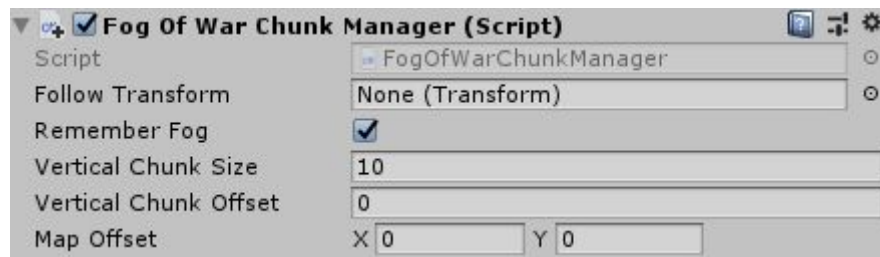 Fog Of War Chunk Manager (Script)
Script FogOfWarChunkManager
Follow Transform None (Transform)
Remember Fog
Vertical Chunk Size 10
Vertical Chunk Offset 0
Map Offset X 0 Y 0